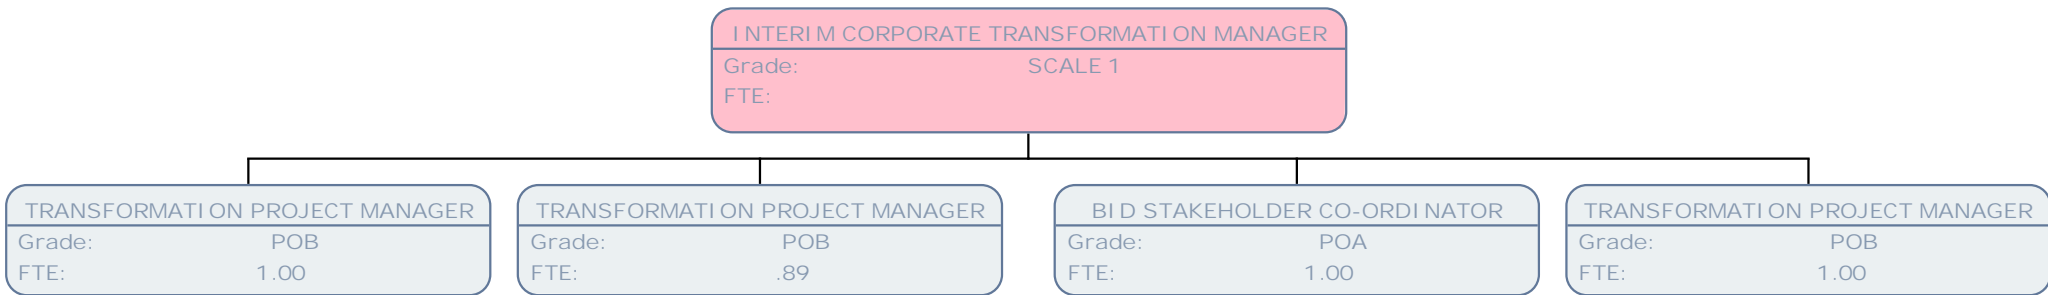 INTERIM CORPORATE TRANSFORMATION MANAGER
Grade: SCALE 1
FTE:
TRANSFORMATION PROJECT MANAGER
Grade: POB
FTE: 1.00
TRANSFORMATION PROJECT MANAGER
Grade: POB
FTE: .89
BID STAKEHOLDER CO-ORDINATOR
Grade: POA
FTE: 1.00
TRANSFORMATION PROJECT MANAGER
Grade: POB
FTE: 1.00